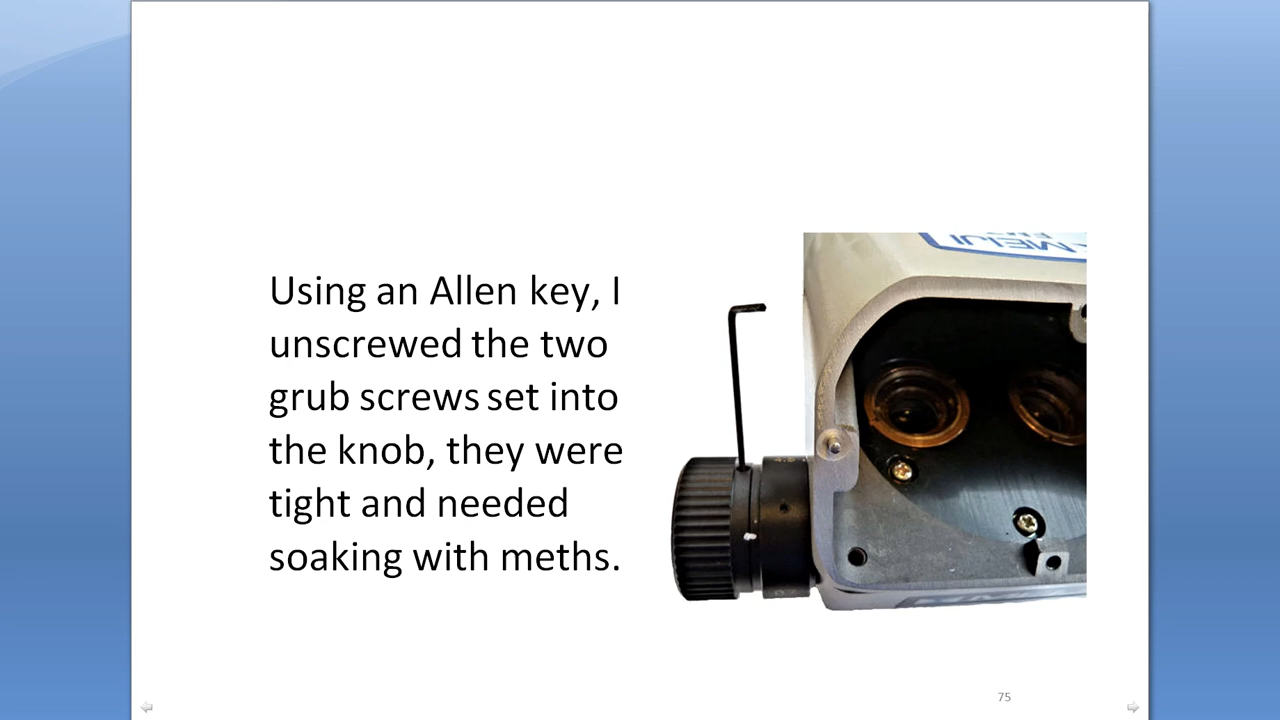 Using an Allen key, I
unscrewed the two
grub screws set into
the knob, they were
tight and needed
soaking with meths.
MEIJI
75